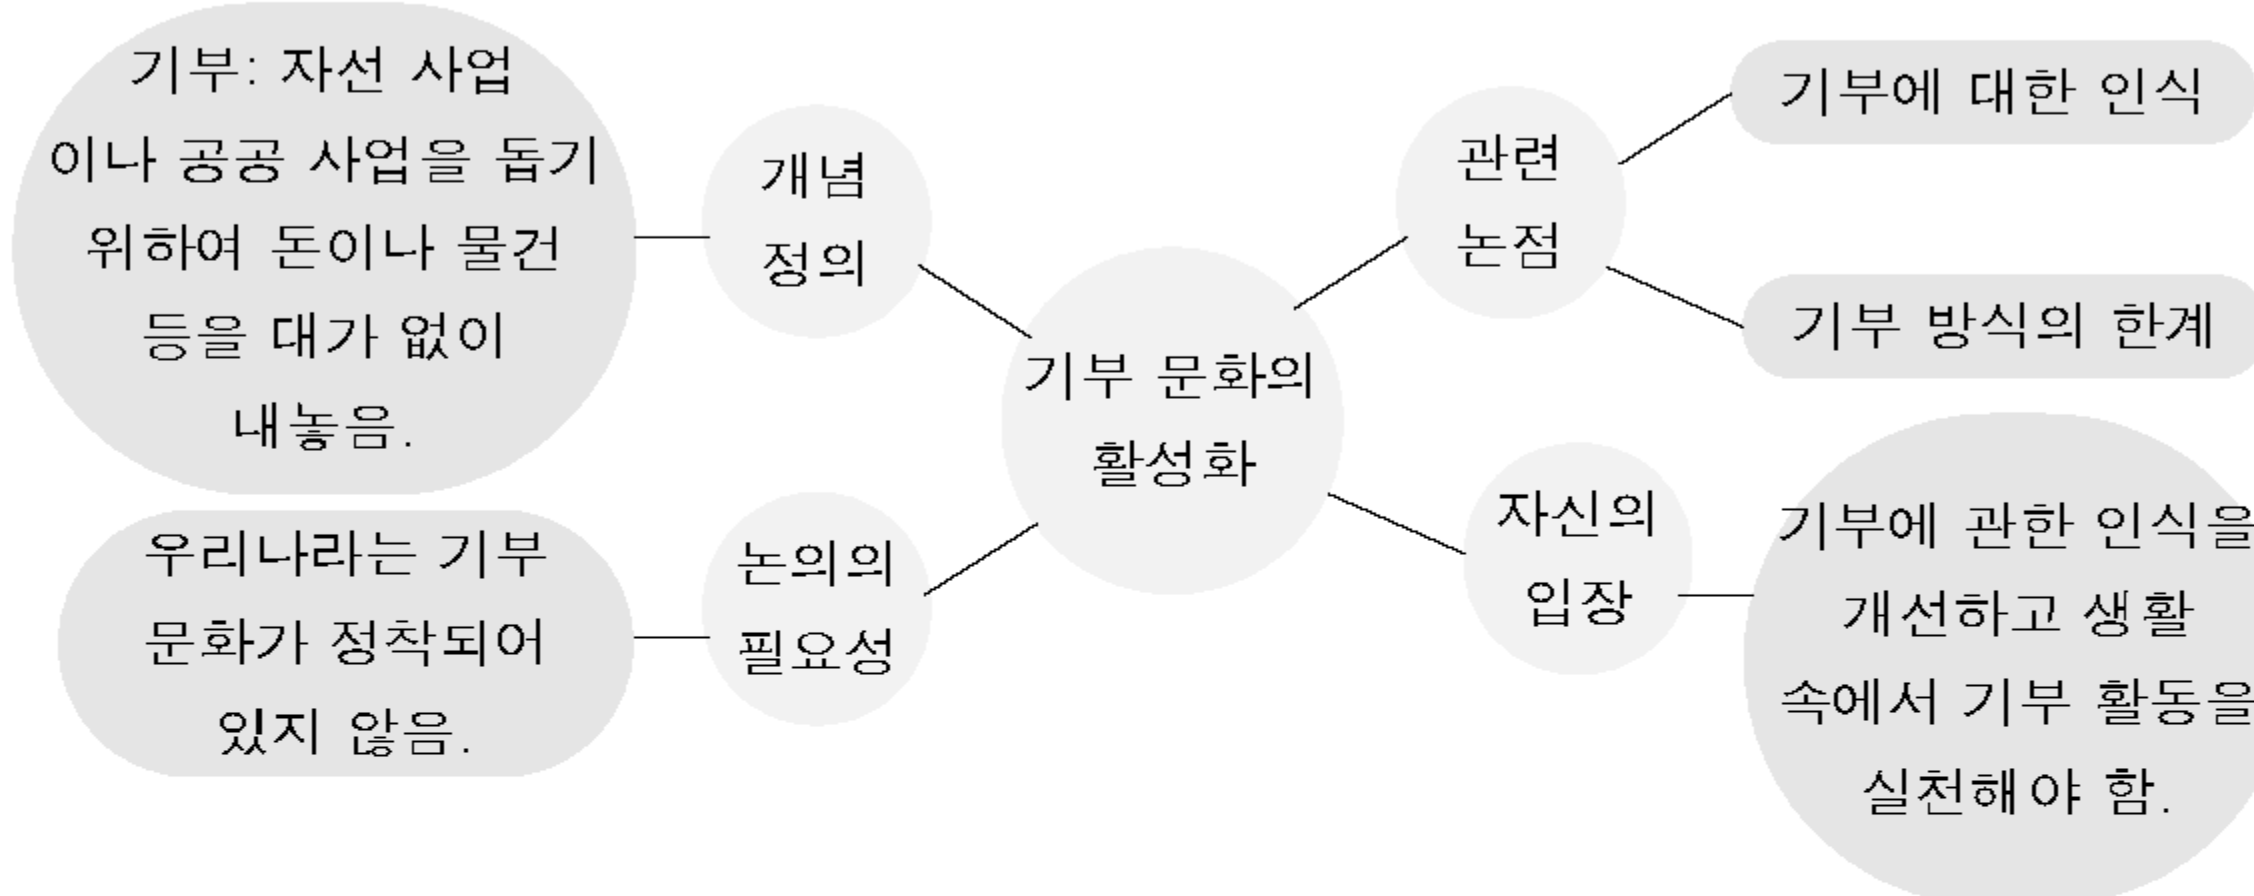 기부: 자선 사업
이나 공공 사업을 돕기
위하여 돈이나 물건
등을 대가 없이
내놓음.
개념
정의
우리나라는 기부
문화가 정착되어
있지 않음.
논의의
필요성
기부 문화의
활성화
관련
논점
기부에 대한 인식
기부 방식의 한계
자신의
입장
기부에 관한 인식을
개선하고 생활
속에서 기부 활동을
실천해야 함.